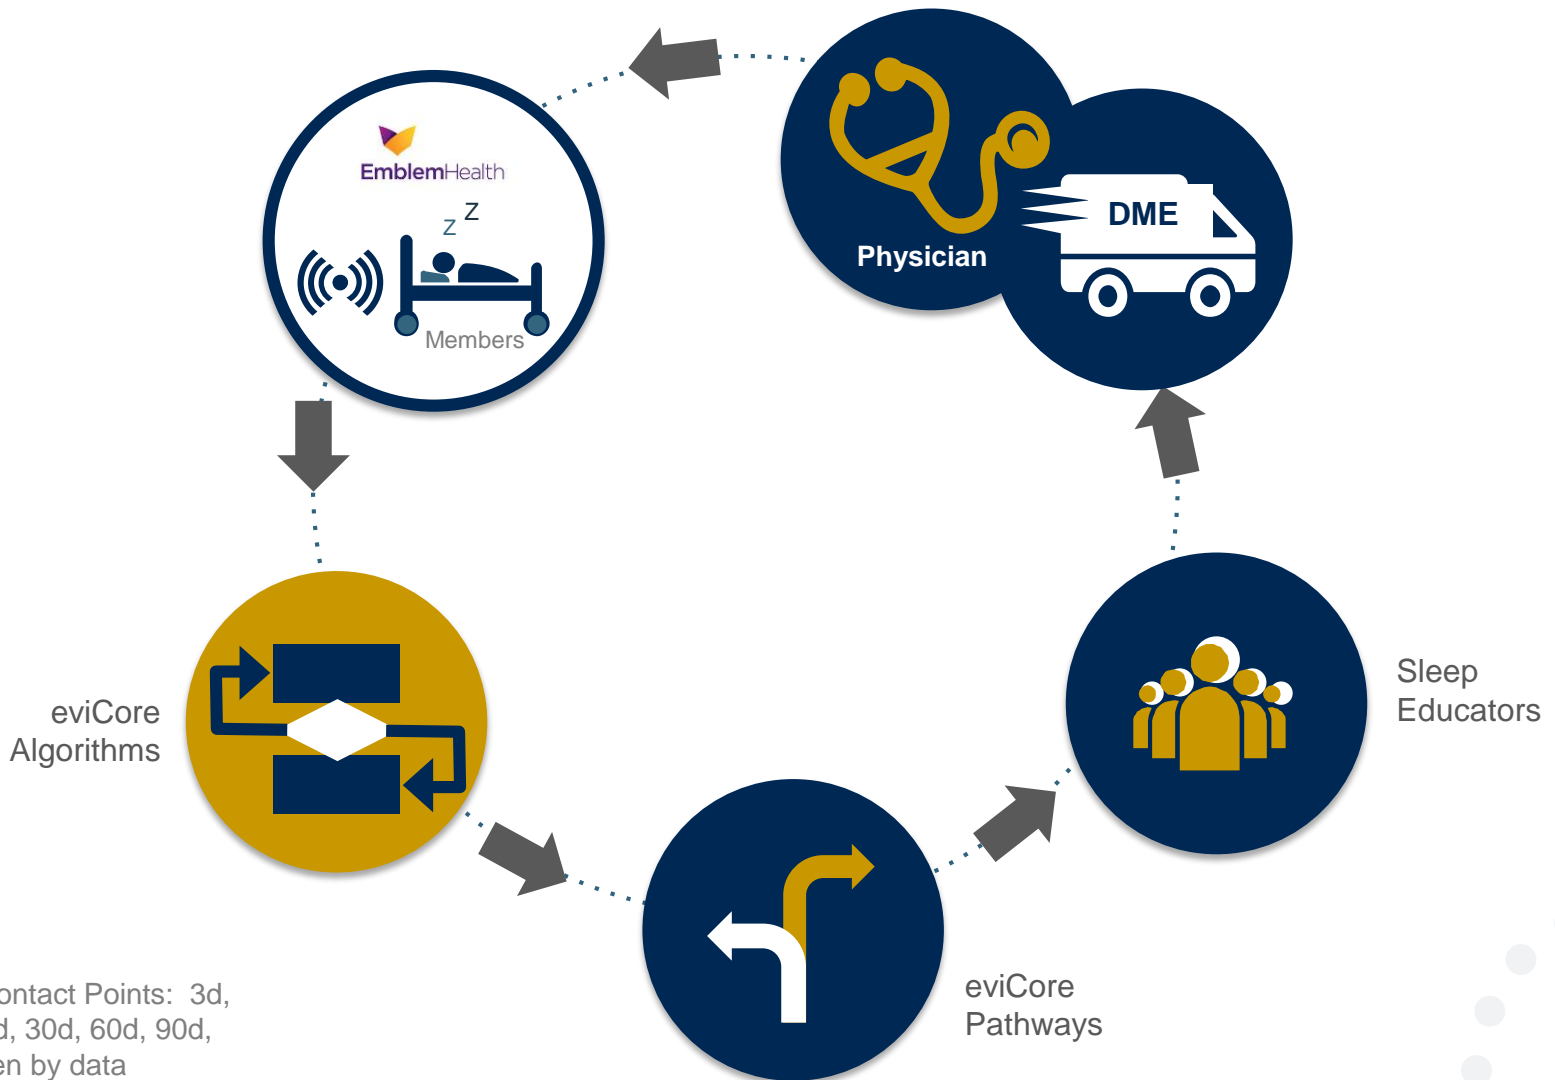 EmblemHealth
z
Z
Members
Physician
DME
eviCore
Algorithms
Sleep
Educators
eviCore
Pathways
ontact Points: 3d,
d, 30d, 60d, 90d,
en by data